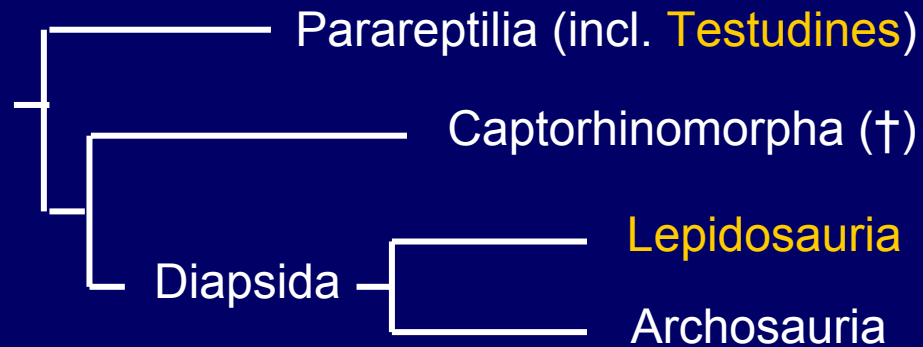 Parareptilia (incl. Testudines)
Captorhinomorpha (†)
Lepidosauria
Diapsida
Archosauria